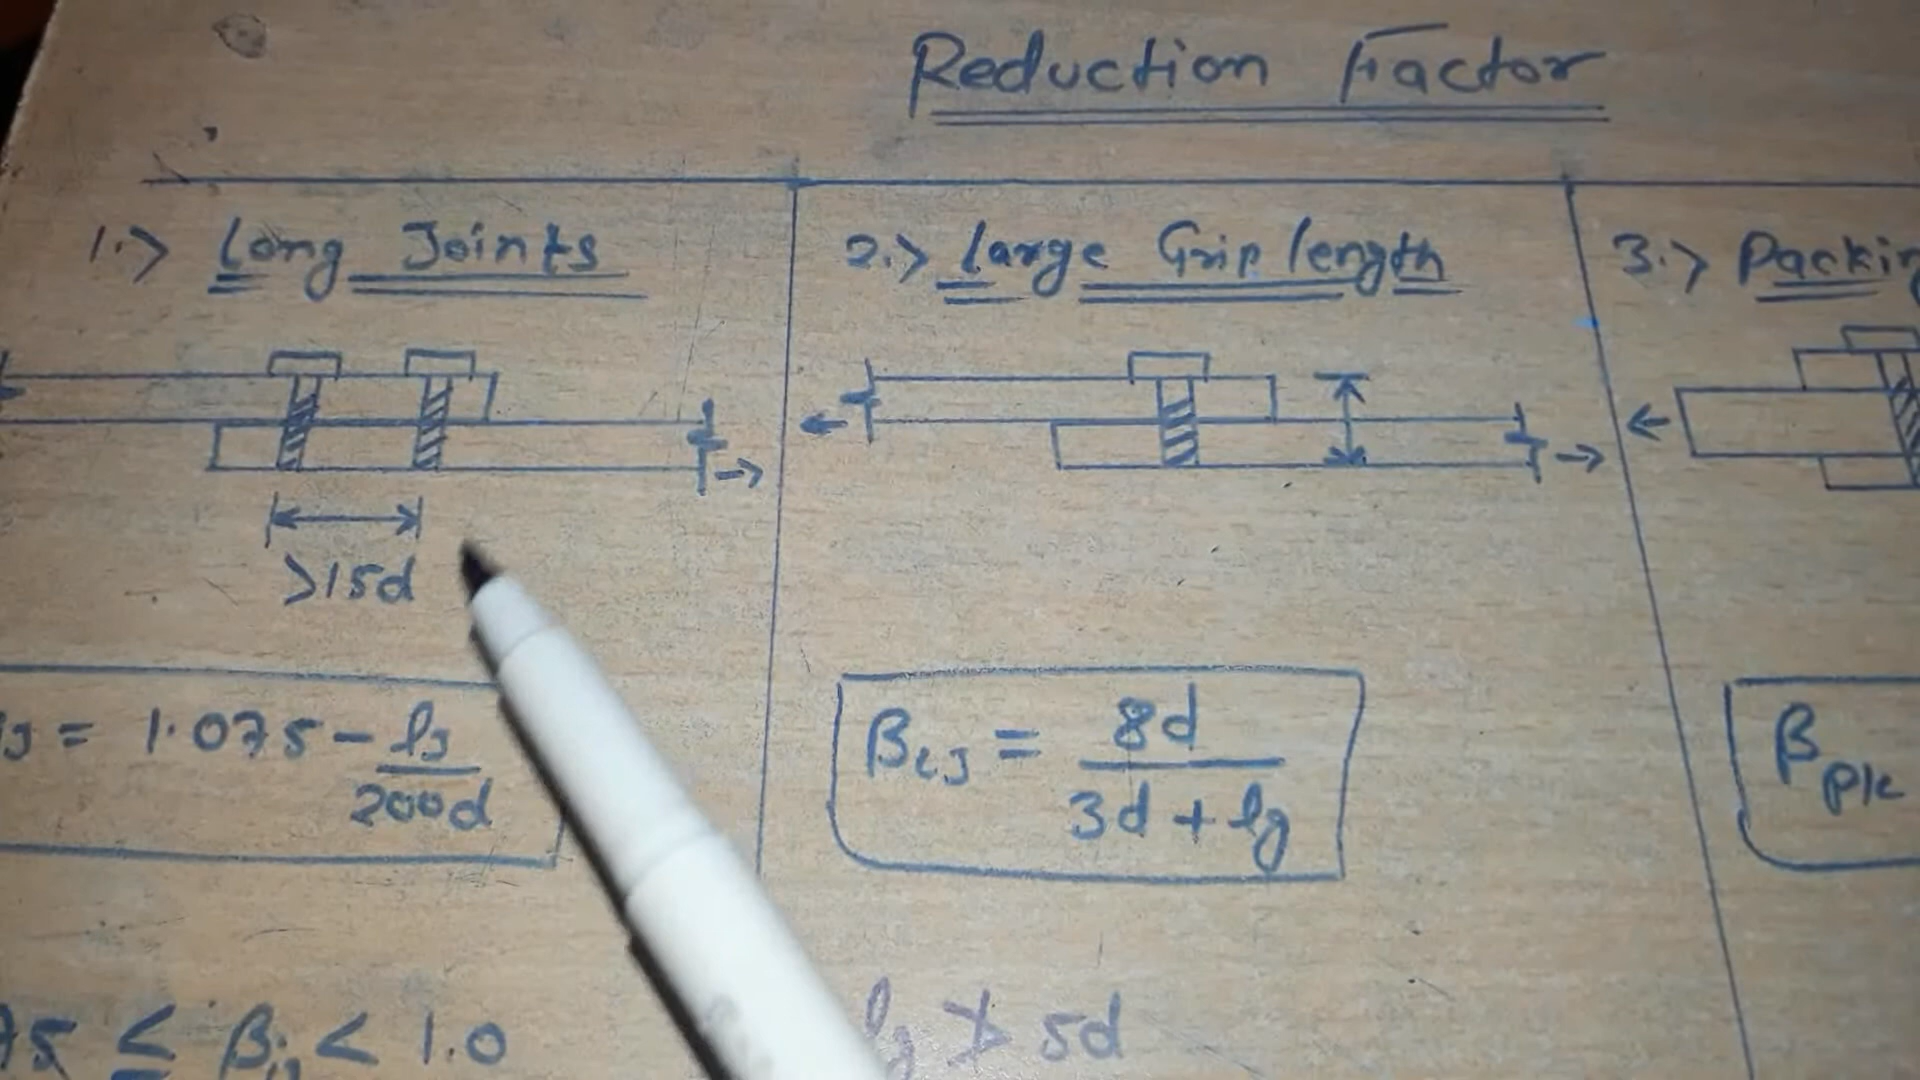 Reduction Factor
1.> Long Joints
>15d
= 1.075 - lj
200d
≤ βlj < 1.0
2.> Large Grip length
βLJ = 8d
3d + lg
lg ≯ 5d
3.> Packin
βPK